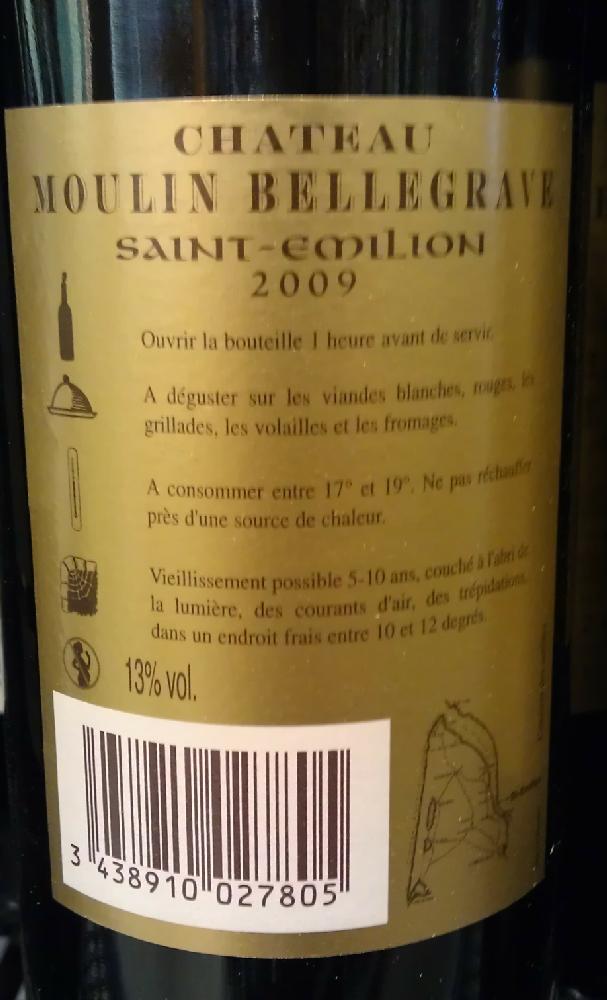 CHATEAU
MOULIN BELLEGRAVE
SAINT-EMILION
2009
Ouvrir la bouteille 1 heure avant de servir.
A déguster sur les viandes blanches, rouges, les
grillades, les volailles et les fromages.
A consommer entre 17° et 19°. Ne pas réchauffer
près d'une source de chaleur.
Vieillissement possible 5-10 ans, couché à l'abri de
la lumière, des courants d'air, des trépidations,
dans un endroit frais entre 10 et 12 degrés.
13% vol.
3 438910 027805